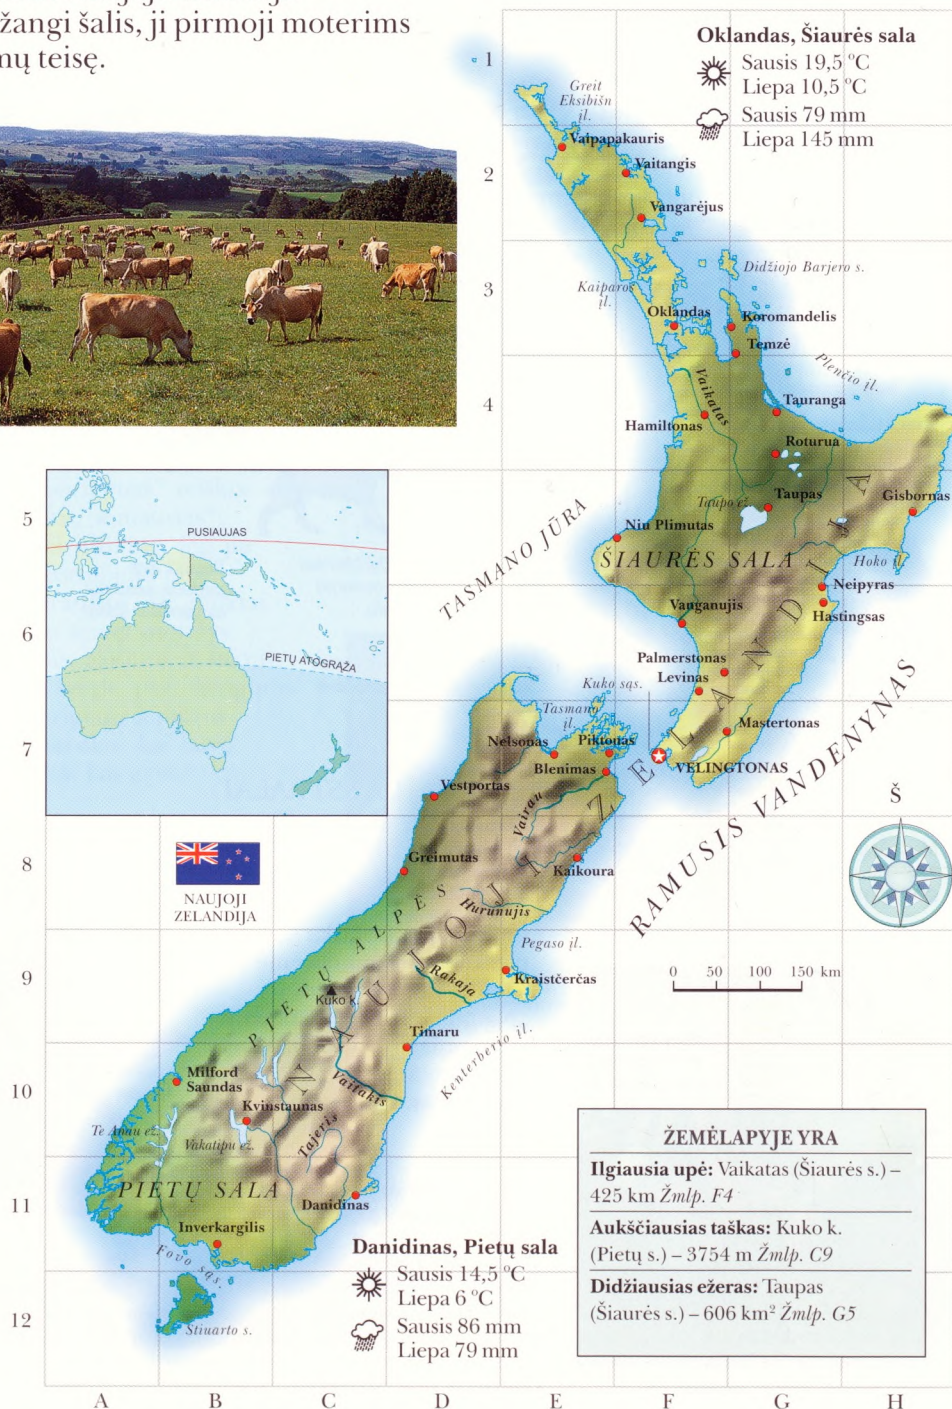 žangi šalis, ji pirmoji moterims
nų teisę.
Oklandas, Šiaurės sala
Sausis 19,5 °C
Liepa 10,5 °C
Sausis 79 mm
Liepa 145 mm
1
2
3
4
5
6
7
8
9
10
11
12
Greit
Eksibišn
įl.
Vaipapakauris
Vaitangis
Vangarėjus
Didžiojo Barjero s.
Kaiparos
įl.
Oklandas
Koromandelis
Temzė
Plenčio įl.
Vaikatas
Tauranga
Hamiltonas
Roturua
Taupas
Taupo ež.
Gisbornas
Niu Plimutas
ŠIAURĖS SALA
Hoko įl.
Neipyras
Hastingsas
Vanganujis
TASMANO JŪRA
Palmerstonas
Levinas
Kuko sąs.
Mastertonas
VELINGTONAS
RAMUSIS VANDENYNAS
NAUJOJI ZELANDIJA
PUSIAUJAS
PIETŲ ATOGRĄŽA
Tasmano
įl.
Nelsonas
Piktonas
Blenimas
Vestportas
Vairau
Greimutas
Kaikoura
Hurunujis
NAUJOJI
ZELANDIJA
Š
Pegaso įl.
PIETŲ ALPĖS
Rakaja
Kraistčerčas
0 50 100 150 km
Kuko k.
Timaru
Kenterberio įl.
Milford
Saundas
Vaitakis
Kvinstaunas
Te Anau ež.
Vakatipu ež.
Tajeris
PIETŲ SALA
Danidinas
Inverkargilis
Fovo sąs.
Stiuarto s.
Danidinas, Pietų sala
Sausis 14,5 °C
Liepa 6 °C
Sausis 86 mm
Liepa 79 mm
ŽEMĖLAPYJE YRA
Ilgiausia upė: Vaikatas (Šiaurės s.) –
425 km Žmlp. F4
Aukščiausias taškas: Kuko k.
(Pietų s.) – 3754 m Žmlp. C9
Didžiausias ežeras: Taupas
(Šiaurės s.) – 606 km² Žmlp. G5
A B C D E F G H